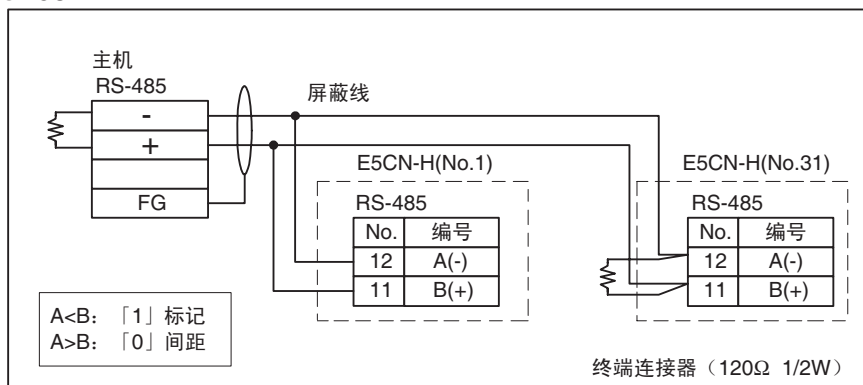 主机
RS-485
-
+
FG
屏蔽线
E5CN-H(No.1)
RS-485
No. 编号
12 A(-)
11 B(+)
E5CN-H(No.31)
RS-485
No. 编号
12 A(-)
11 B(+)
A<B：「1」标记
A>B：「0」间距
终端连接器（120Ω 1/2W）